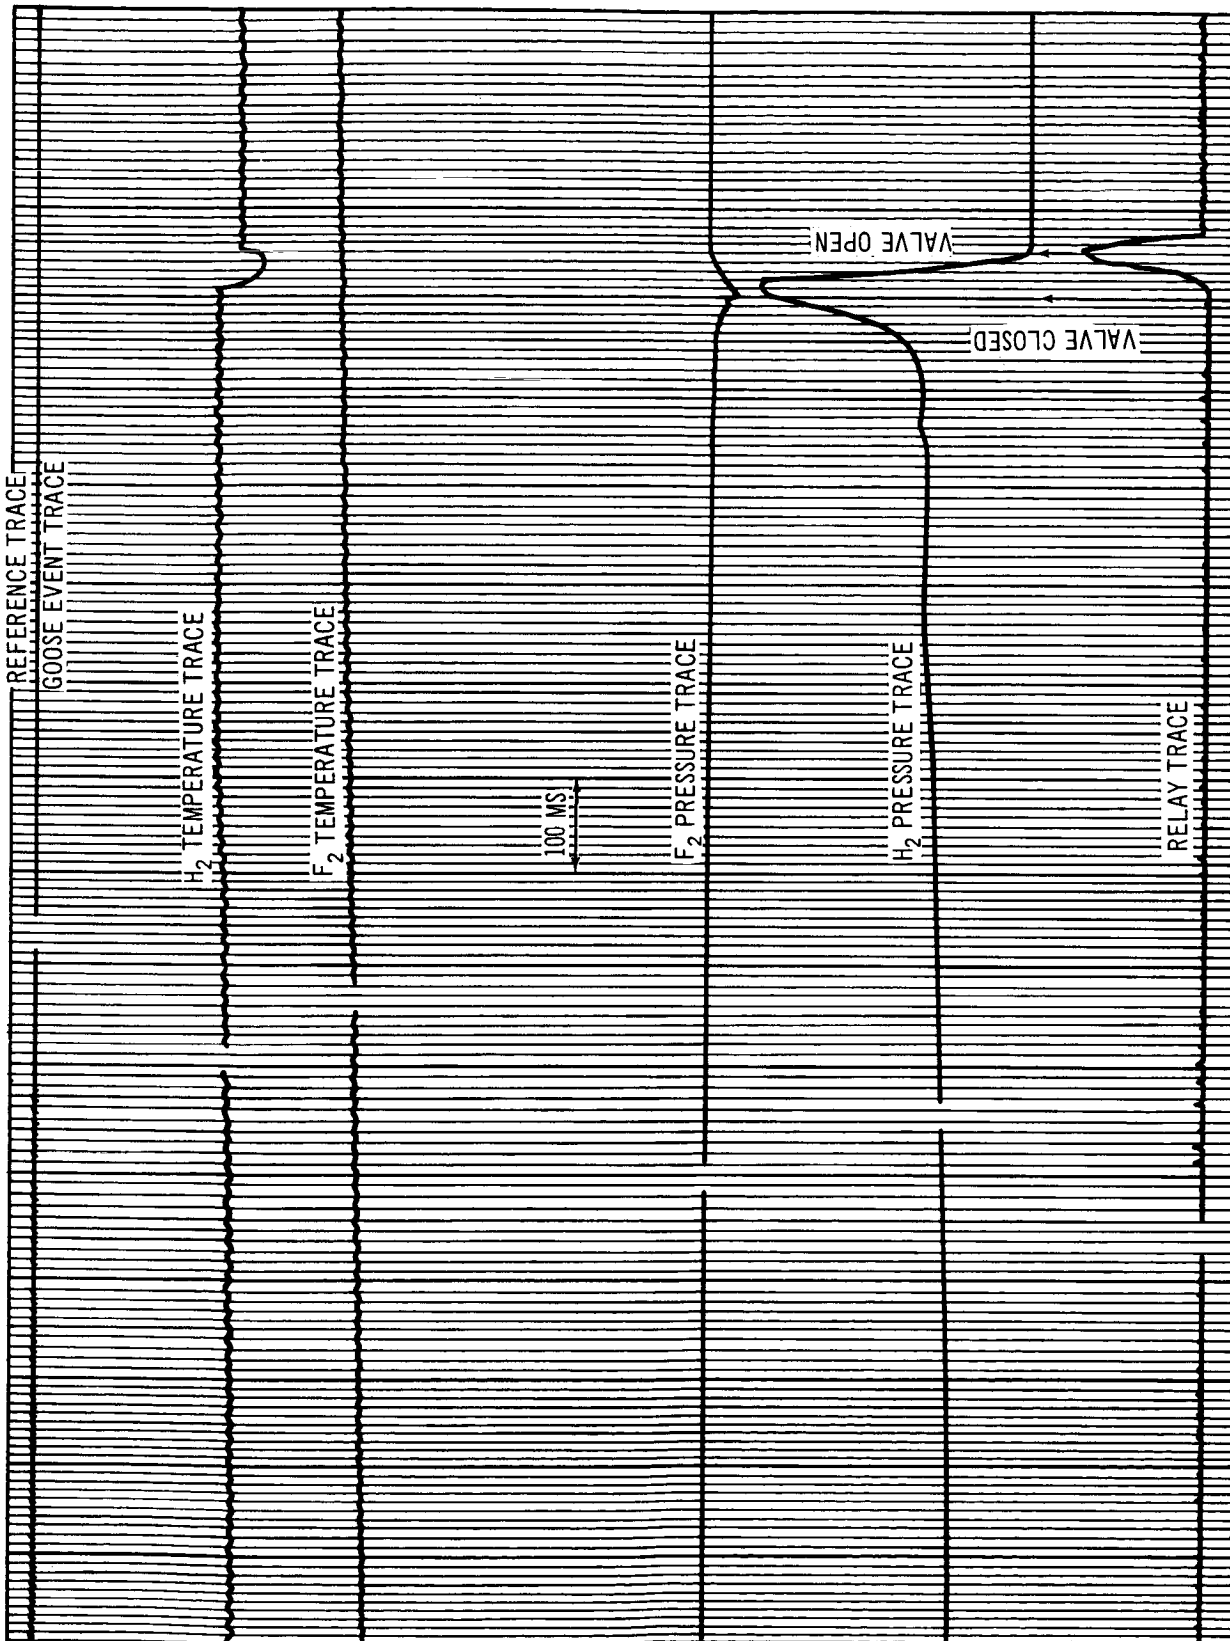 REFERENCE TRACE
GOOSE EVENT TRACE
H₂ TEMPERATURE TRACE
F₂ TEMPERATURE TRACE
100 MS
F₂ PRESSURE TRACE
VALVE OPEN
H₂ PRESSURE TRACE
VALVE CLOSED
RELAY TRACE